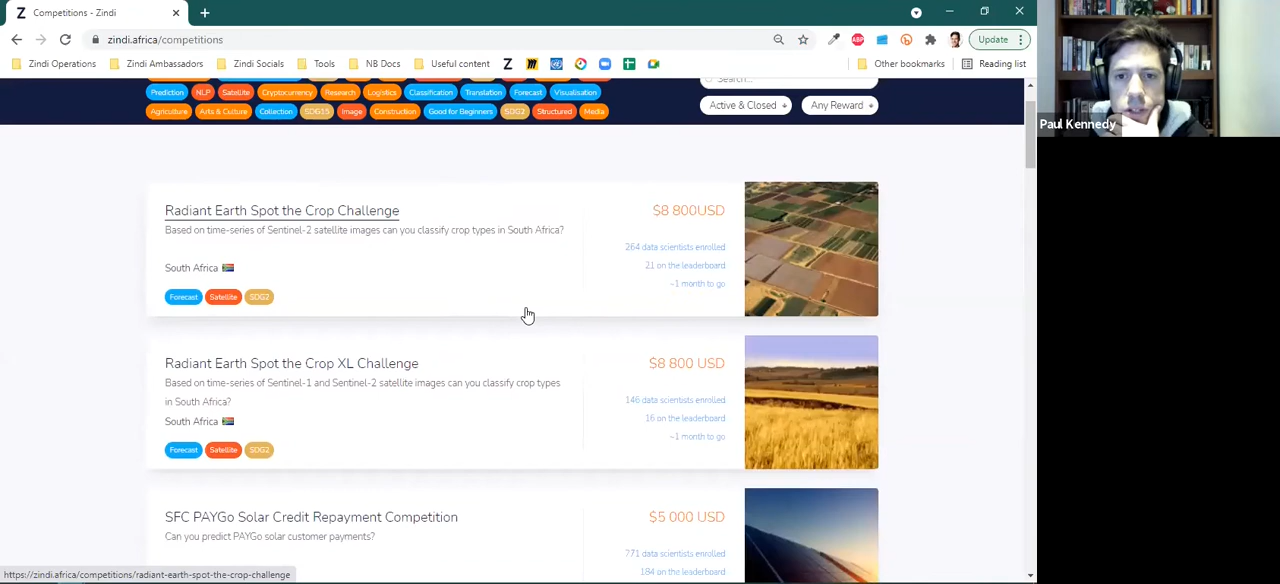 Z Competitions - Zindi
zindi.africa/competitions
Update
Zindi Operations Zindi Ambassadors Zindi Socials Tools NB Docs Useful content Other bookmarks Reading list
Prediction NLP Satellite Cryptocurrency Research Logistics Classification Translation Forecast Visualisation
Search...
Agriculture Arts & Culture Collection SDG15 Image Construction Good for Beginners SDG2 Structured Media
Active & Closed Any Reward
Paul Kennedy
Radiant Earth Spot the Crop Challenge
$8 800USD
Based on time-series of Sentinel-2 satellite images can you classify crop types in South Africa?
264 data scientists enrolled
South Africa
21 on the leaderboard
~1 month to go
Forecast Satellite SDG2
Radiant Earth Spot the Crop XL Challenge
$8 800 USD
Based on time-series of Sentinel-1 and Sentinel-2 satellite images can you classify crop types
in South Africa?
146 data scientists enrolled
South Africa
16 on the leaderboard
~1 month to go
Forecast Satellite SDG2
SFC PAYGo Solar Credit Repayment Competition
$5 000 USD
Can you predict PAYGo solar customer payments?
771 data scientists enrolled
184 on the leaderboard
https://zindi.africa/competitions/radiant-earth-spot-the-crop-challenge